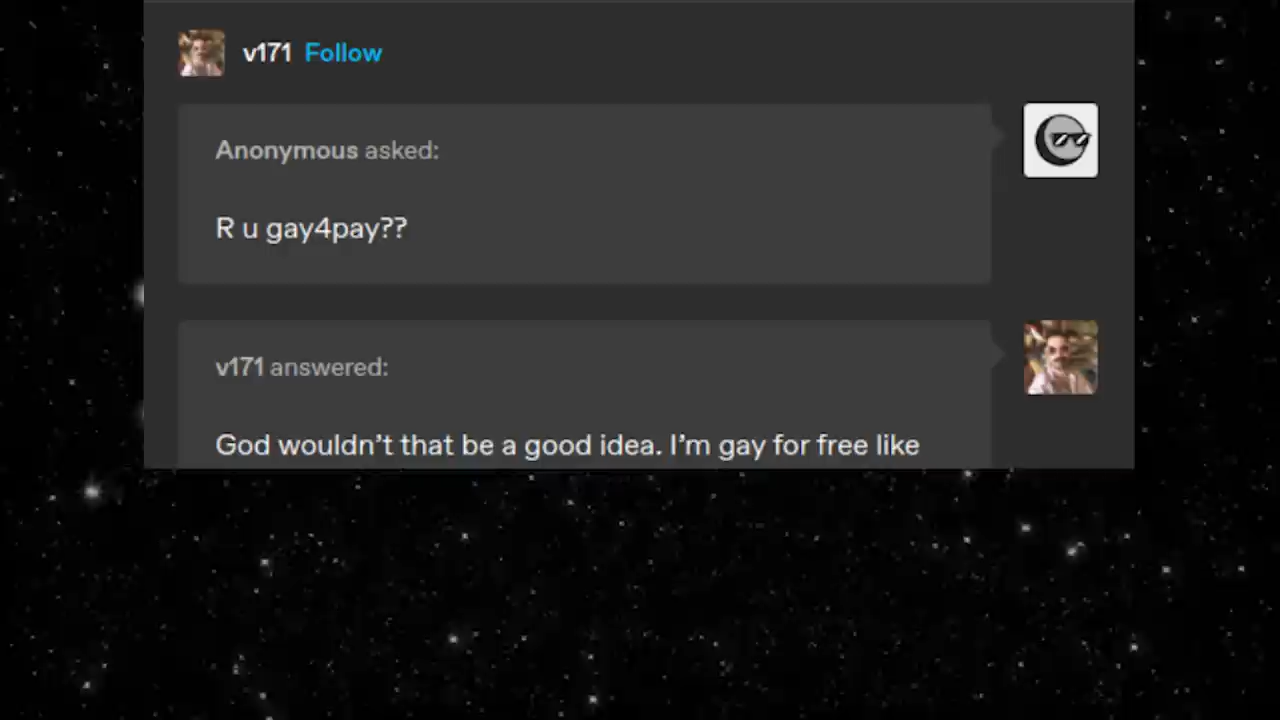 v171 Follow
Anonymous asked:
R u gay4pay??
v171 answered:
God wouldn't that be a good idea. I'm gay for free like